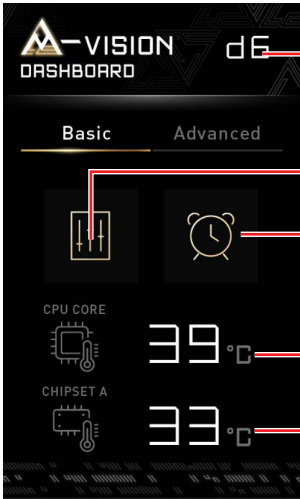 A-VISION
DASHBOARD
d6
Basic
Advanced
CPU CORE
39 °C
CHIPSET A
33 °C